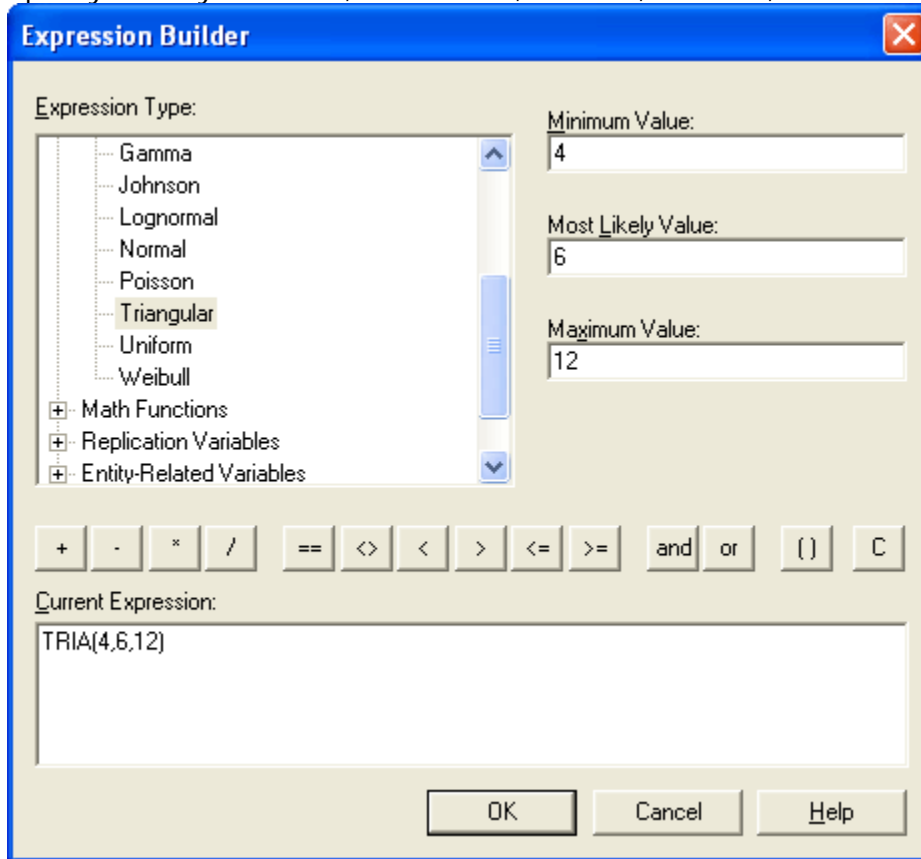 Expression Builder
Expression Type:
Gamma
Johnson
Lognormal
Normal
Poisson
Triangular
Uniform
Weibull
Math Functions
Replication Variables
Entity-Related Variables
Minimum Value:
4
Most Likely Value:
6
Maximum Value:
12
+ - * / == <> < > <= >= and or () C
Current Expression:
TRIA(4,6,12)
OK Cancel Help